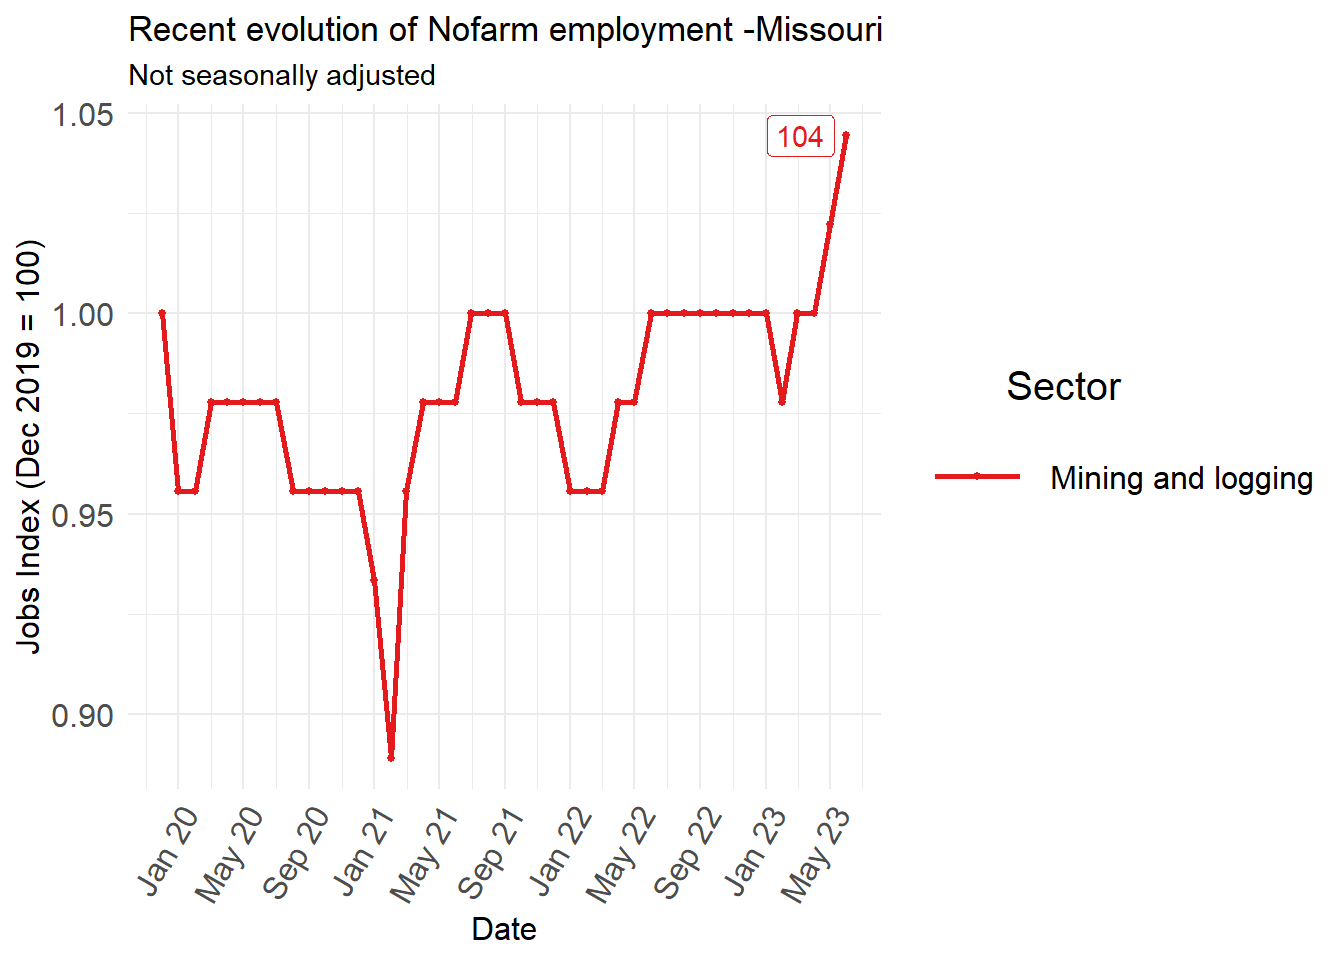 Recent evolution of Nofarm employment -Missouri
Not seasonally adjusted
1.05
1.00
0.95
0.90
Jobs Index (Dec 2019 = 100)
104
Jan 20
May 20
Sep 20
Jan 21
May 21
Sep 21
Jan 22
May 22
Sep 22
Jan 23
May 23
Date
Sector
Mining and logging